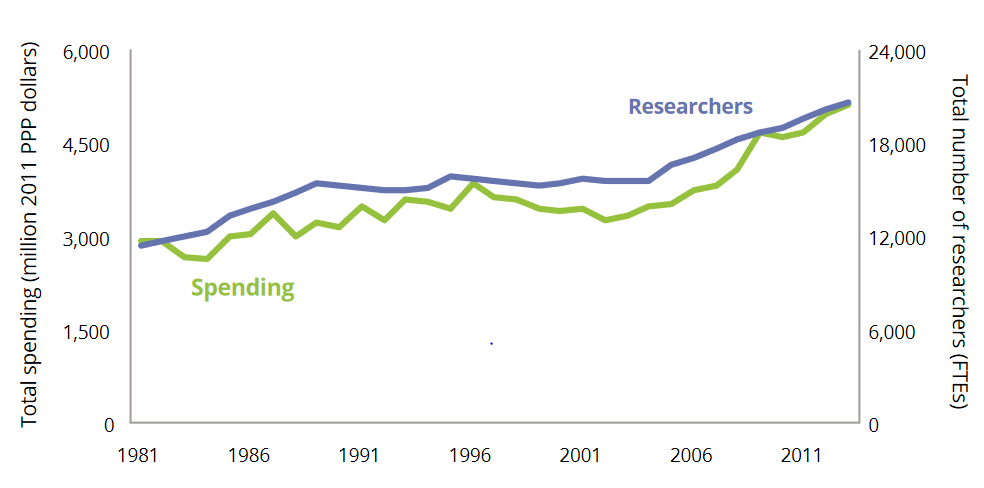 Total spending (million 2011 PPP dollars)
6,000
4,500
3,000
1,500
0
Researchers
Spending
24,000
18,000
12,000
6,000
0
Total number of researchers (FTEs)
1981 1986 1991 1996 2001 2006 2011